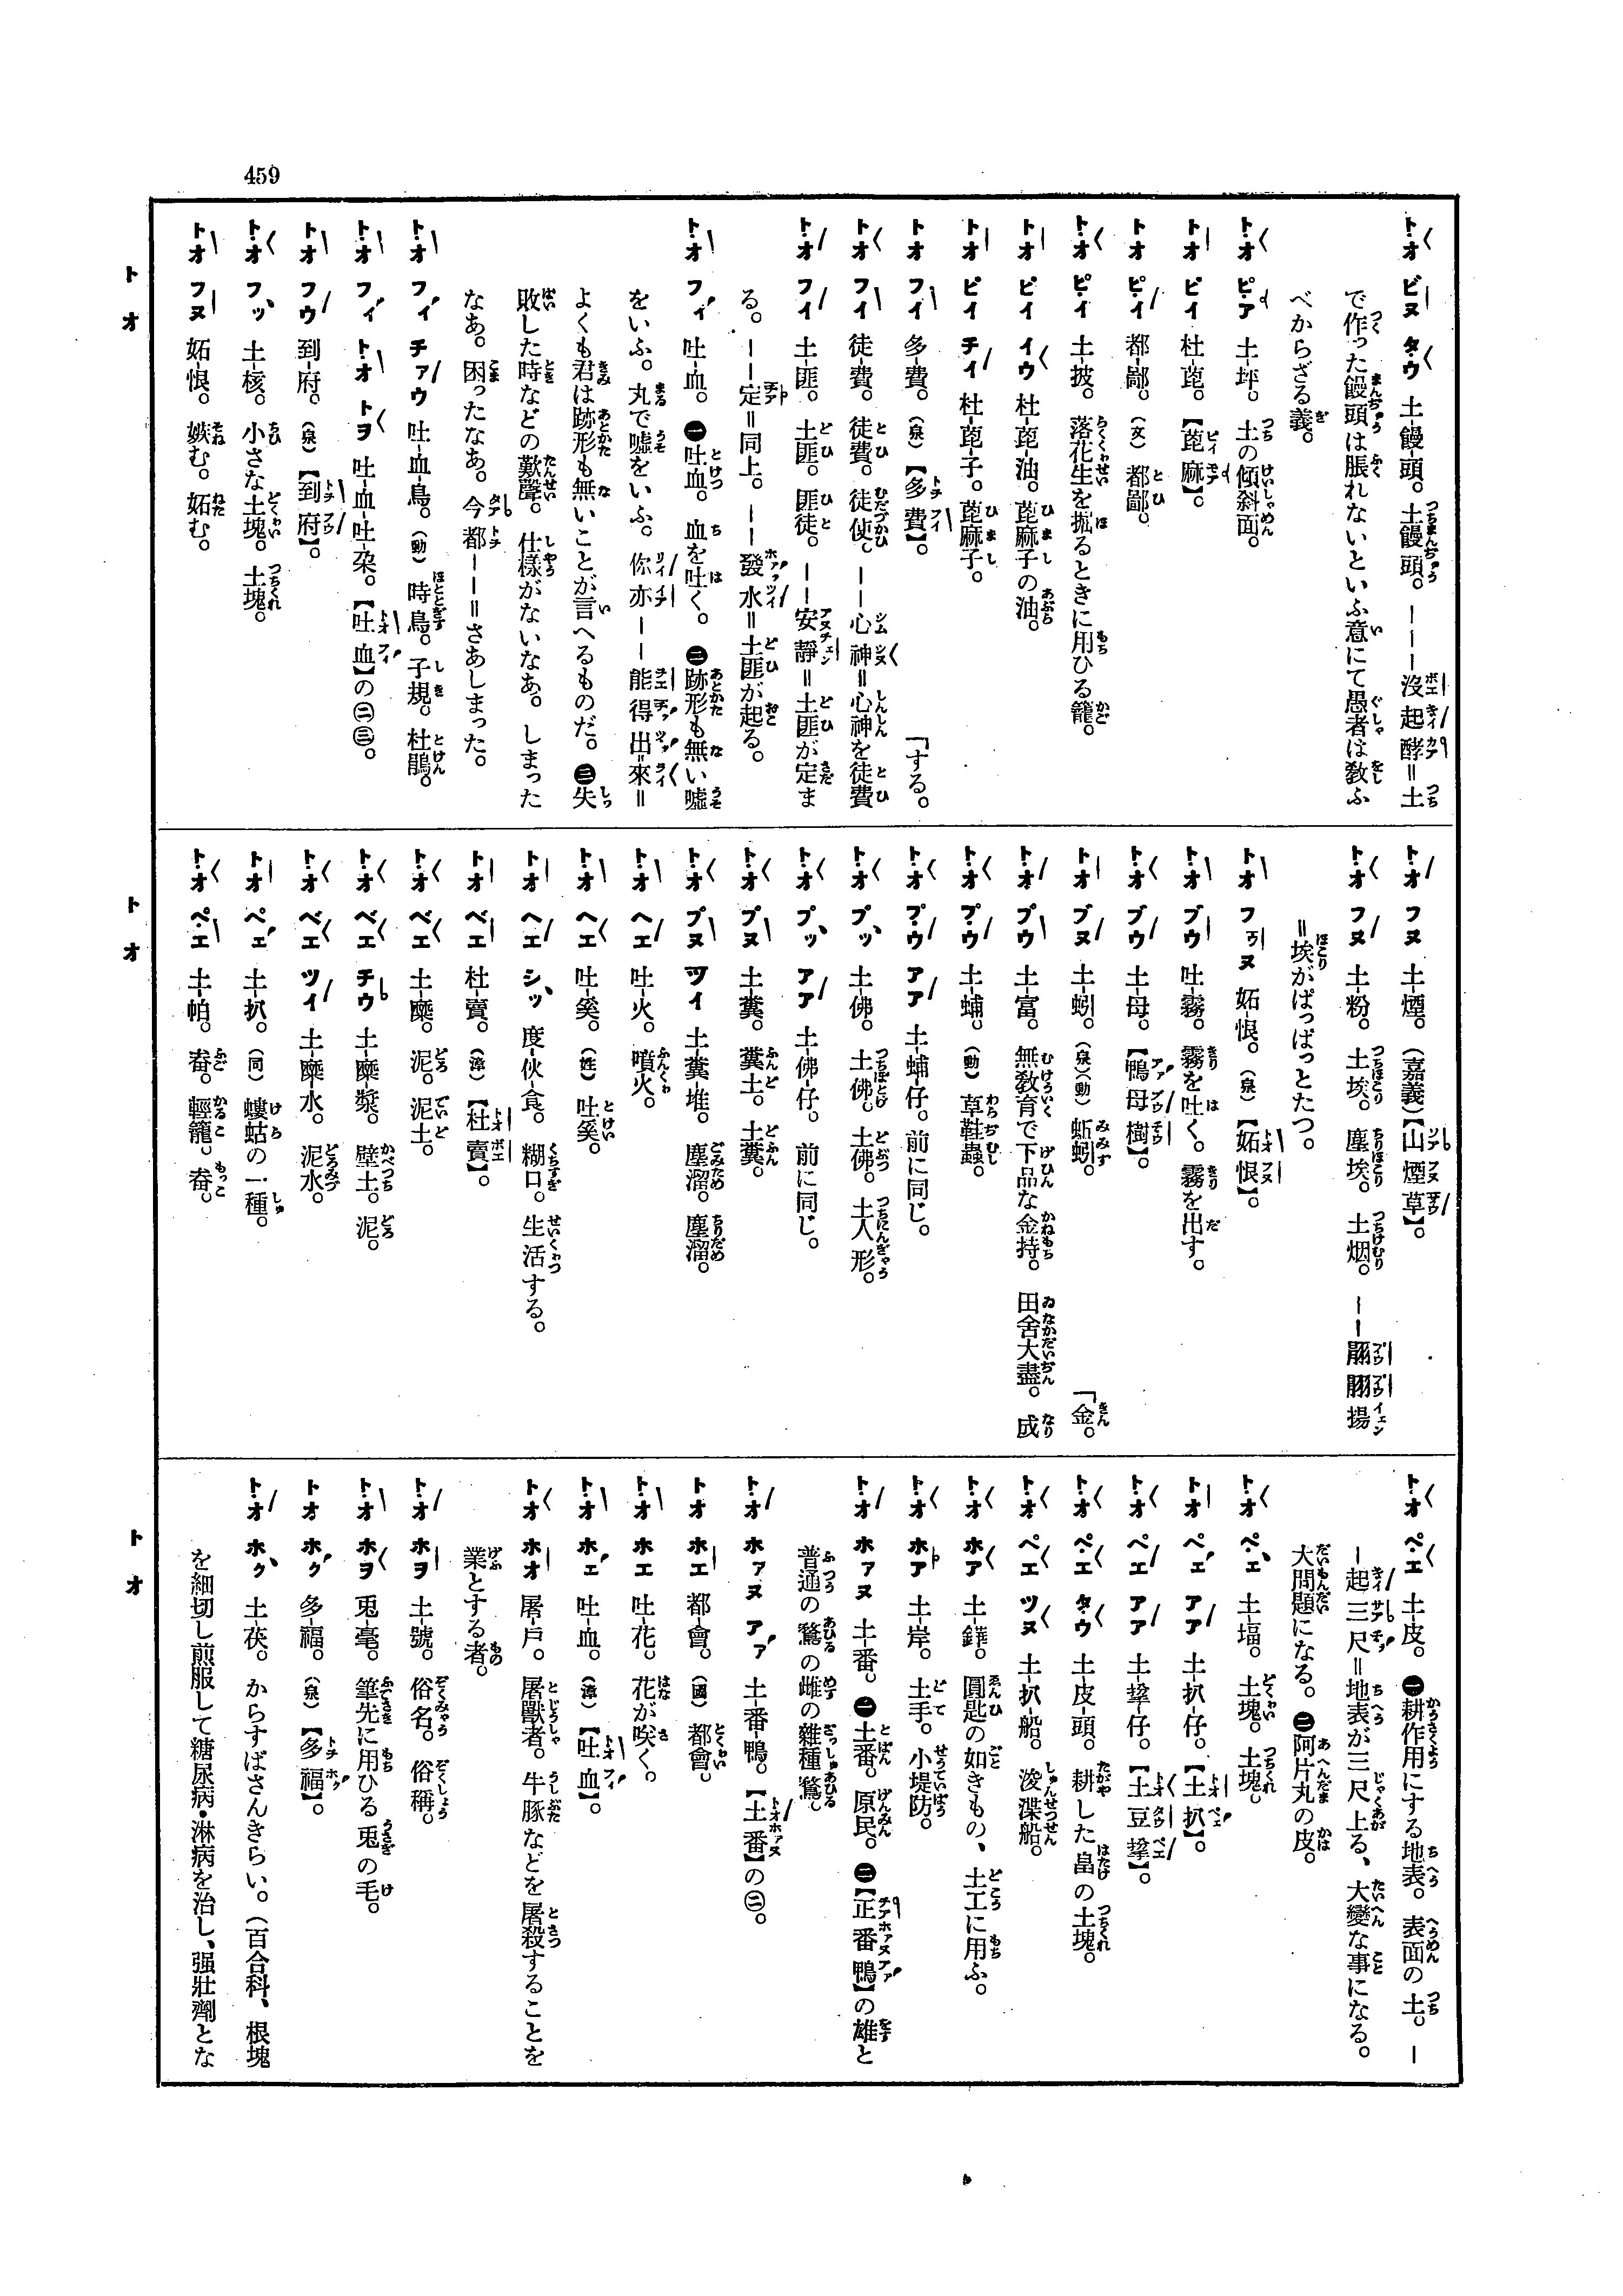 459
トオ ビヌ タウ 土-饅-頭。土饅頭。―――沒起酵=土
で作った饅頭は脹れないといふ意にて愚者は敎ふ
べからざる義。
トオ ピア 土-坪。土の傾斜面。
トオ ピイ 杜-蓖。【蓖麻】。
トオ ピイ 都-鄙。(文)都鄙。
トオ ピイ 土-披。落花生を掘るときに用ひる籠。
トオ ピイ イウ 杜-蓖-油。蓖麻子の油。
トオ ピイ チイ 杜-蓖-子。蓖麻子。
トオ フイ 多-費。(泉)【多費】。 「する。
トオ フイ 徒-費。徒費。徒使。――心神=心神を徒費
トオ フイ 土-匪。土匪。匪徒。――安靜=土匪が定ま
る。――定=同上。――發水=土匪が起る。
トオ フィ 吐-血。㊀吐血。血を吐く。㊁跡形も無い噓
をいふ。丸で噓をいふ。你亦――能得出來=
よくも君は跡形も無いことが言へるものだ。㊂失
敗した時などの歎聲。仕樣がないなあ。しまった
なあ。困ったなあ。今都――=さあしまった。
トオ フィ チァウ 吐-血-鳥。(動)時鳥。子規。杜鵑。
トオ フィ トオ トヲ 吐-血-吐-朶。【吐血】の㊁㊂。
トオ フウ 到-府。(泉)【到府】。
トオ フッ 土-核。小さな土塊。土塊。
トオ フヌ 妬-恨。嫉む。妬む。
トオ
トオ フヌ 土-煙。(嘉義)【山煙草】。
トオ フヌ 土-粉。土埃。塵埃。土烟。――揚
=埃がぱっぱっとたつ。
トオ フヌ 妬-恨。(泉)【妬恨】。
トオ ブウ 吐-霧。霧を吐く。霧を出す。
トオ ブウ 土-母。【鴨母樹】。
トオ ブヌ 土-蚓。(泉)(動)蚯蚓。 「金。
トオ プウ 土-富。無敎育で下品な金持。田舍大盡。成
トオ プウ 土-蜅。(動)草鞋蟲。
トオ プウ アア 土-蜅-仔。前に同じ。
トオ プッ 土-佛。土佛。土佛。土人形。
トオ プッ アア 土-佛-仔。前に同じ。
トオ プヌ 土-糞。糞土。土糞。
トオ プヌ ツイ 土-糞-堆。塵溜。塵溜。
トオ ヘエ 吐-火。噴火。
トオ ヘエ 吐-奚。(姓)吐奚。
トオ ヘエ シッ 度-伙-食。糊口。生活する。
トオ ベエ 杜-賣。(漳)【杜賣】。
トオ ベエ 土-糜。泥。泥土。
トオ ベエ チウ 土-糜-漿。壁土。泥。
トオ ベエ ツイ 土-糜-水。泥水。
トオ ペェ 土-扒。(同)螻蛄の一種。
トオ ペエ 土-帕。畚。輕籠。畚。
トオ
トオ ペエ 土-皮。㊀耕作用にする地表。表面の土。―
―起三尺=地表が三尺上る、大變な事になる。
大問題になる。㊁阿片丸の皮。
トオ ペェ 土-堛。土塊。土塊。
トオ ペェ アア 土-扒-仔。【土扒】。
トオ ペエ アア 土-㧳-仔。【土豆㧳】。
トオ ペエ タウ 土-皮-頭。耕した畠の土塊。
トオ ペエ ツヌ 土-扒-船。浚渫船。
トオ ホア 土-鏵。圓匙の如きもの、土工に用ふ。
トオ ホア 土-岸。土手。小堤防。
トオ ホァヌ 土-番。㊀土番。原民。㊁【正番鴨】の雄と
普通の鶩の雌の雜種鶩。
トオ ホァヌ アァ 土-番-鴨。【土番】の㊁。
トオ ホエ 都-會。(國)都會。
トオ ホエ 吐-花。花が咲く。
トオ ホェ 吐-血。(漳)【吐血】。
トオ ホオ 屠-戶。屠獸者。牛豚などを屠殺することを
業とする者。
トオ ホヲ 土-號。俗名。俗稱。
トオ ホヲ 兎-毫。筆先に用ひる兎の毛。
トオ ホク 多-福。(泉)【多福】。
トオ ホク 土-茯。からすばさんきらい。(百合科、根塊
を細切し煎服して糖尿病・淋病を治し、强壯劑とな
トオ